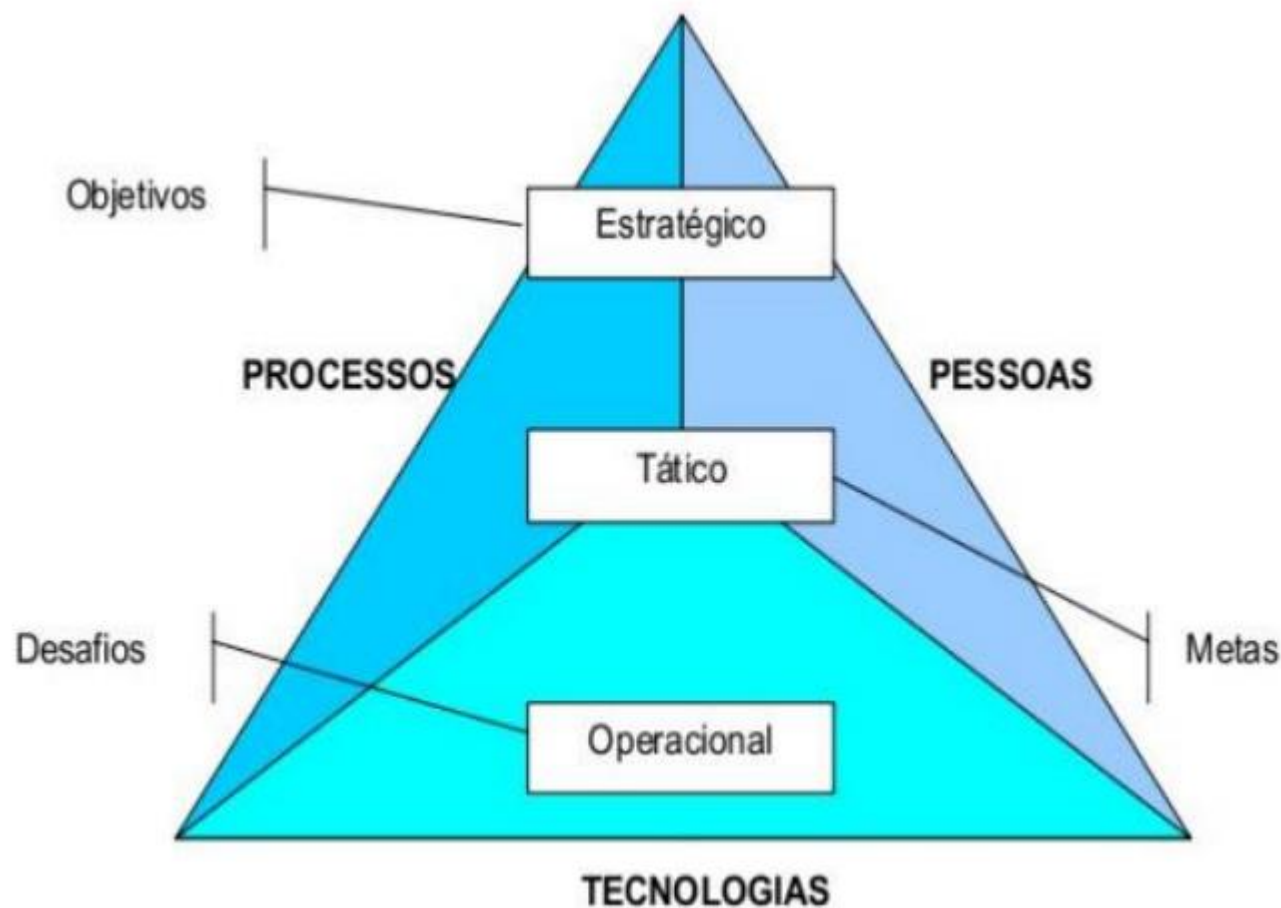 Objetivos
Estratégico
PROCESSOS
PESSOAS
Tático
Desafios
Metas
Operacional
TECNOLOGIAS